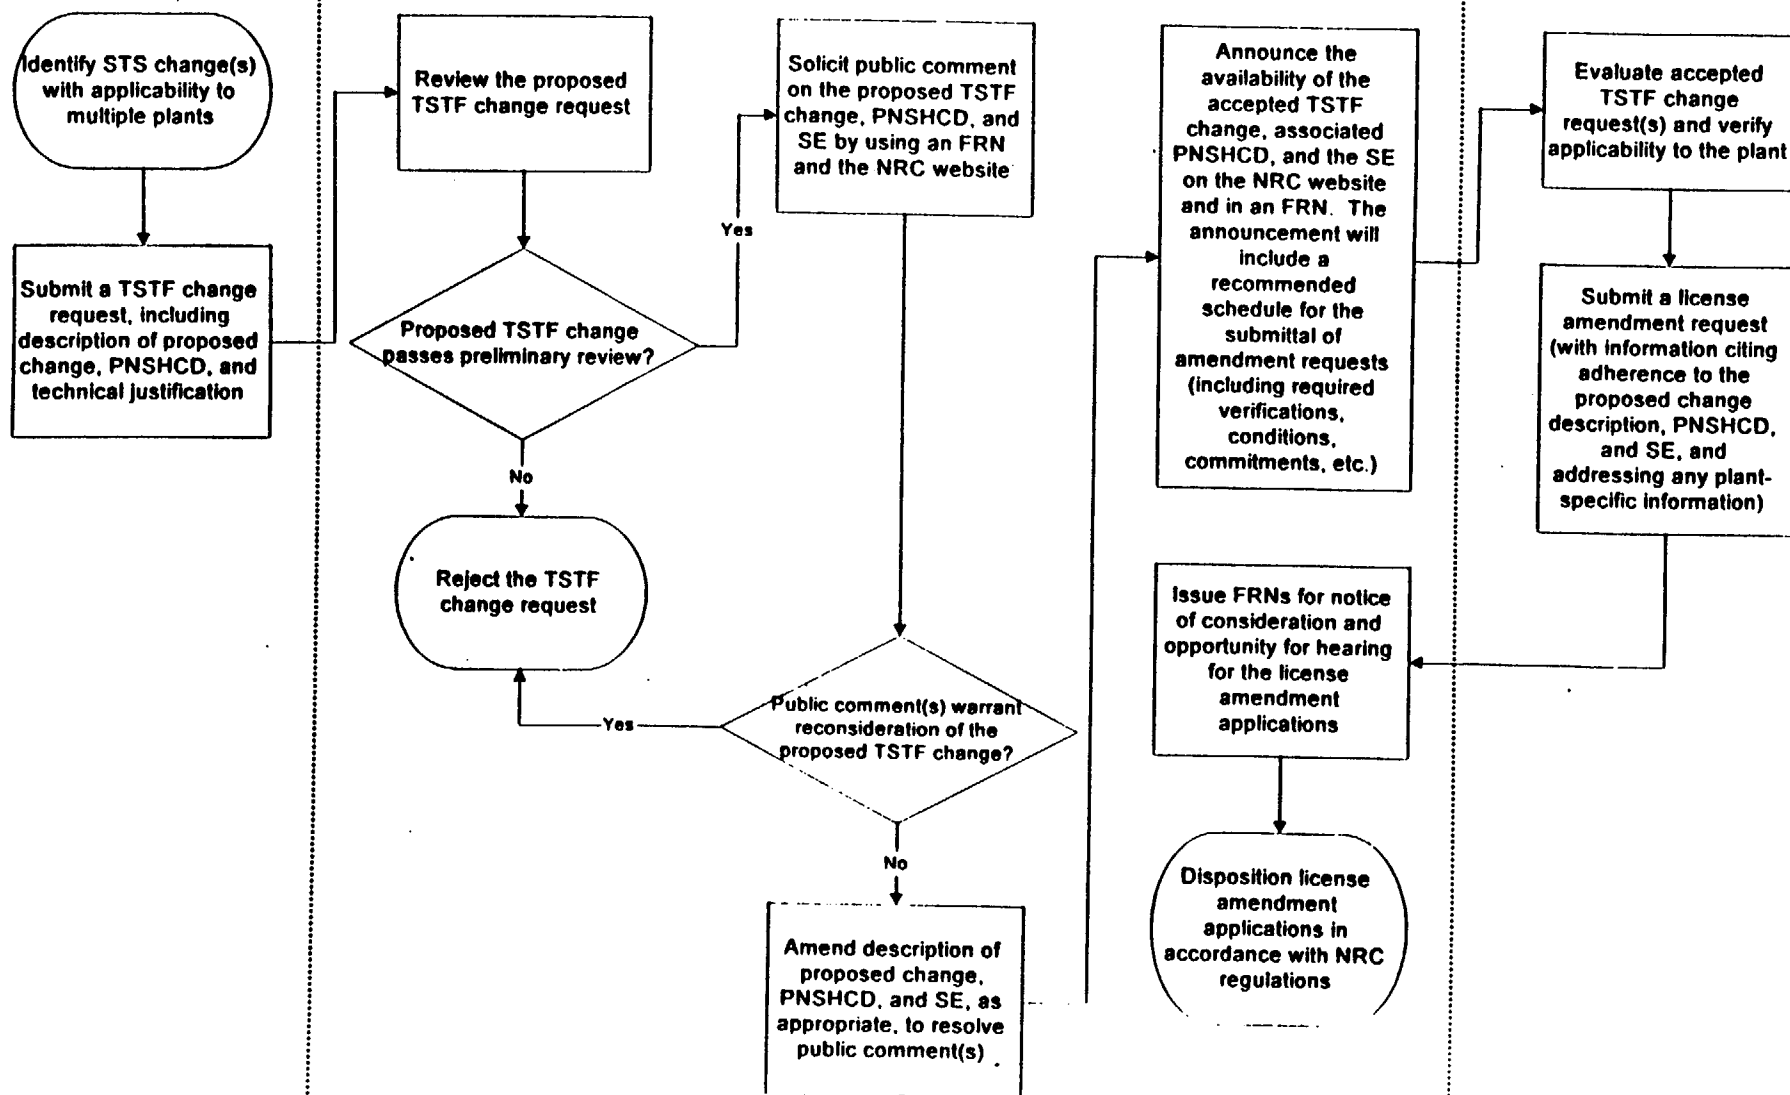 Identify STS change(s)
with applicability to
multiple plants
Submit a TSTF change
request, including
description of proposed
change, PNSHCD, and
technical justification
Review the proposed
TSTF change request
Proposed TSTF change
passes preliminary review?
Yes
No
Reject the TSTF
change request
Solicit public comment
on the proposed TSTF
change, PNSHCD, and
SE by using an FRN
and the NRC website
Public comment(s) warrant
reconsideration of the
proposed TSTF change?
Yes
No
Amend description of
proposed change,
PNSHCD, and SE, as
appropriate, to resolve
public comment(s)
Announce the
availability of the
accepted TSTF
change, associated
PNSHCD, and the SE
on the NRC website
and in an FRN. The
announcement will
include a
recommended
schedule for the
submittal of
amendment requests
(including required
verifications,
conditions,
commitments, etc.)
Evaluate accepted
TSTF change
request(s) and verify
applicability to the plant
Submit a license
amendment request
(with information citing
adherence to the
proposed change
description, PNSHCD,
and SE, and
addressing any plant-
specific information)
Issue FRNs for notice
of consideration and
opportunity for hearing
for the license
amendment
applications
Disposition license
amendment
applications in
accordance with NRC
regulations